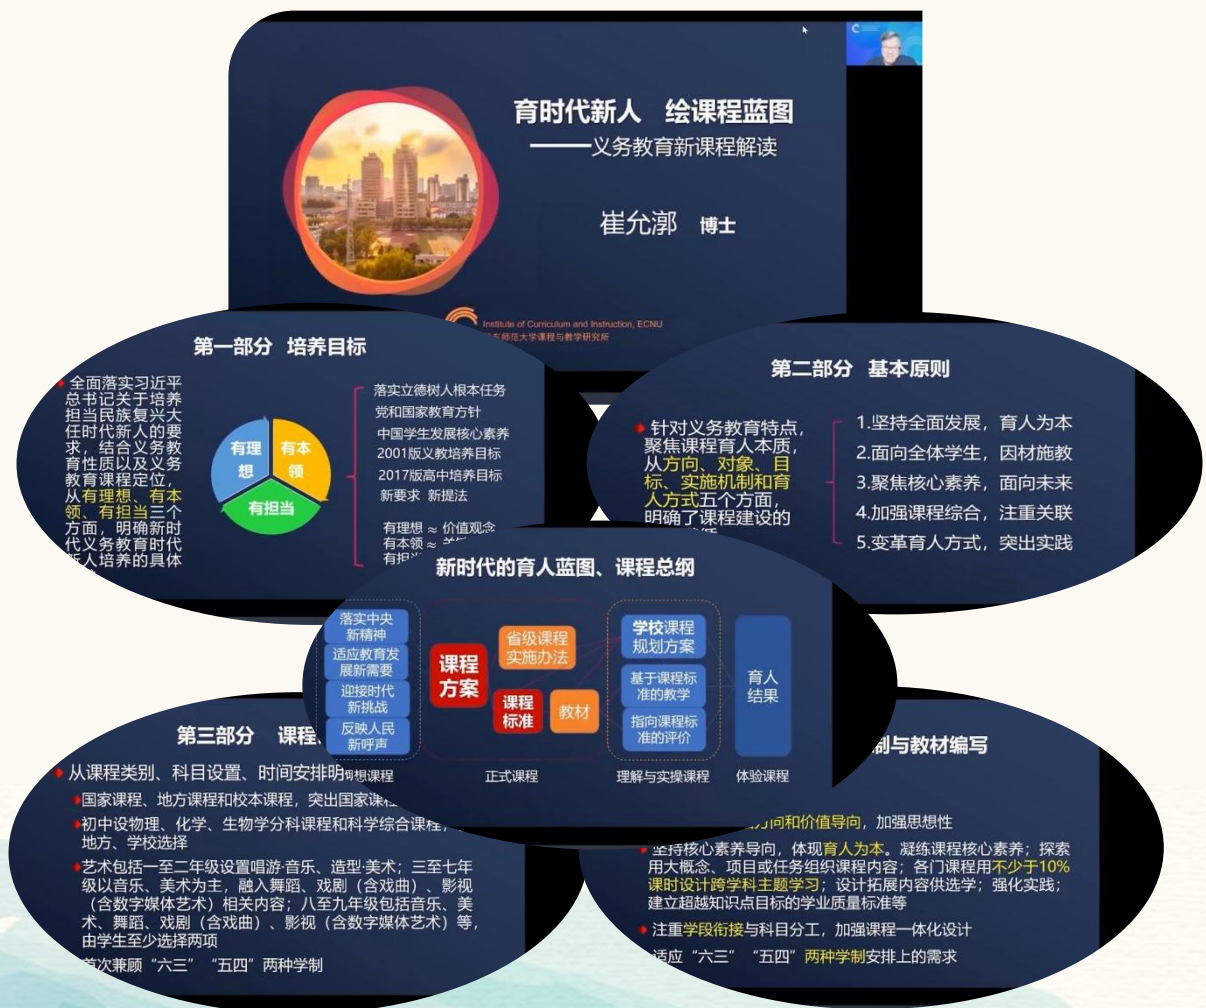 育时代新人 绘课程蓝图
——义务教育新课程解读
崔允漷 博士
Institute of Curriculum and Instruction, ECNU
东师范大学课程与教学研究所
第一部分 培养目标
全面落实习近平
总书记关于培养
担当民族复兴大
任时代新人的要
求，结合义务教
育性质以及义务
教育课程定位，
从有理想、有本
领、有担当三个
方面，明确新时
代义务教育时代
新人培养的具体
有理
想
有本
领
有担当
落实立德树人根本任务
党和国家教育方针
中国学生发展核心素养
2001版义教培养目标
2017版高中培养目标
新要求 新提法
有理想 ≈ 价值观念
有本领 ≈
有担
第二部分 基本原则
针对义务教育特点，
聚焦课程育人本质，
从方向、对象、目
标、实施机制和育
人方式五个方面，
明确了课程建设的
1.坚持全面发展，育人为本
2.面向全体学生，因材施教
3.聚焦核心素养，面向未来
4.加强课程综合，注重关联
5.变革育人方式，突出实践
新时代的育人蓝图、课程总纲
落实中央
新精神
适应教育发
展新需要
迎接时代
新挑战
反映人民
新呼声
课程
方案
省级课程
实施办法
课程
标准
教材
学校课程
规划方案
基于课程标
准的教学
指向课程标
准的评价
育人
结果
想课程
正式课程
理解与实操课程
体验课程
第三部分 课程
从课程类别、科目设置、时间安排明
国家课程、地方课程和校本课程，突出国家课程
初中设物理、化学、生物学分科课程和科学综合课程，
地方、学校选择
艺术包括一至二年级设置唱游·音乐、造型·美术；三至七年
级以音乐、美术为主，融入舞蹈、戏剧（含戏曲）、影视
（含数字媒体艺术）相关内容；八至九年级包括音乐、美
术、舞蹈、戏剧（含戏曲）、影视（含数字媒体艺术）等，
由学生至少选择两项
首次兼顾“六三”“五四”两种学制
制与教材编写
方向和价值导向，加强思想性
坚持核心素养导向，体现育人为本。凝练课程核心素养；探索
用大概念、项目或任务组织课程内容；各门课程用不少于10%
课时设计跨学科主题学习；设计拓展内容供选学；强化实践；
建立超越知识点目标的学业质量标准等
注重学段衔接与科目分工，加强课程一体化设计
适应“六三”“五四”两种学制安排上的需求